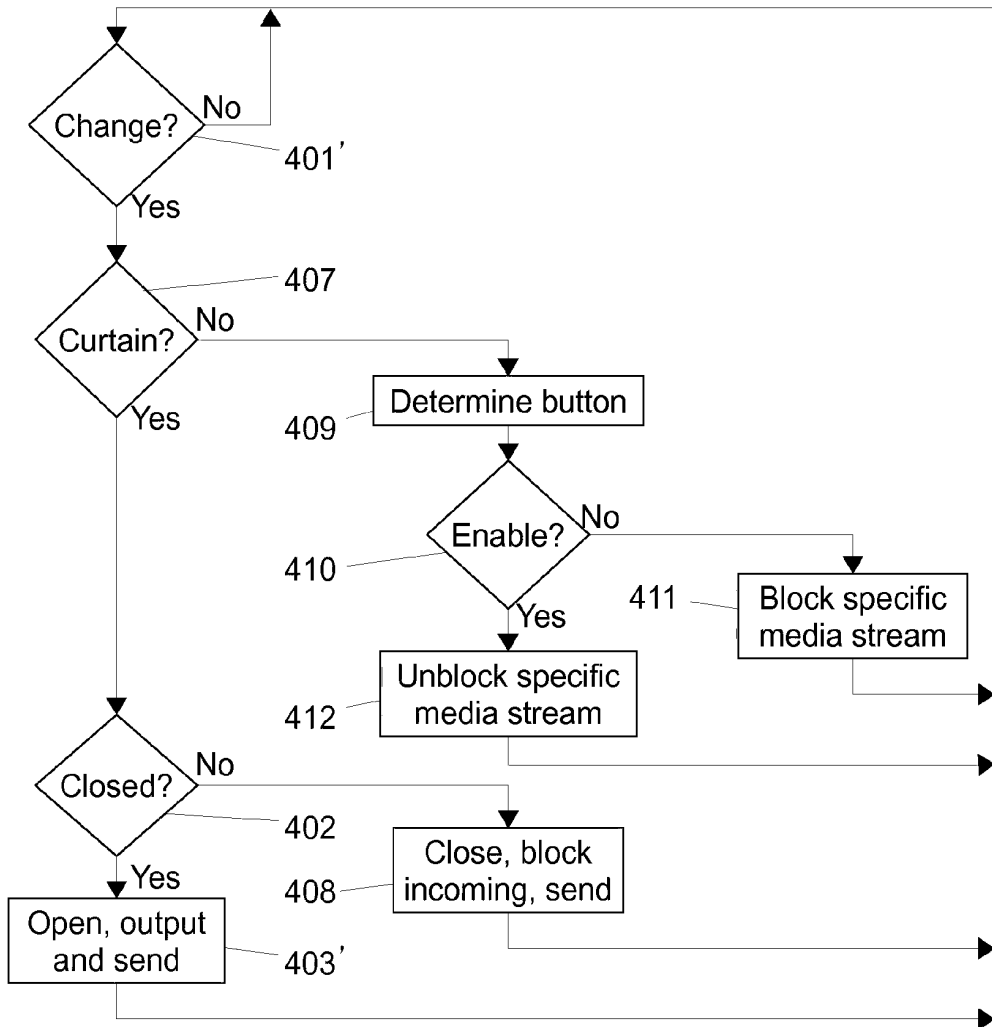 No
Change?
401'
Yes
407
No
Curtain?
Yes
Determine button
409
Enable?
No
410
411
Block specific
media stream
Yes
Unblock specific
media stream
412
No
Closed?
402
Close, block
incoming, send
408
Yes
Open, output
and send
403'